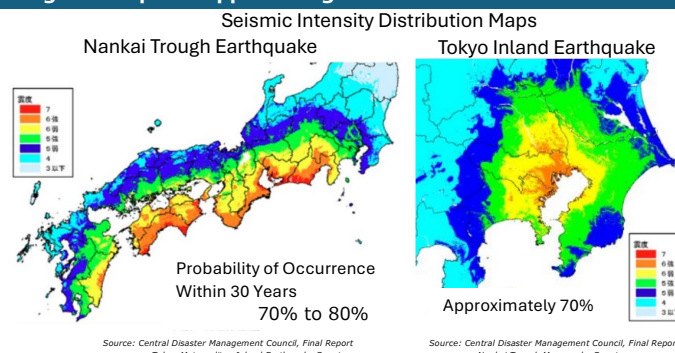 Seismic Intensity Distribution Maps
Nankai Trough Earthquake
Tokyo Inland Earthquake
震度
7
6強
6弱
5強
5弱
4
3以下
Probability of Occurrence
Within 30 Years
70% to 80%
Approximately 70%
震度
7
6強
6弱
5強
5弱
4
Source: Central Disaster Management Council, Final Report
Source: Central Disaster Management Council, Final Repor